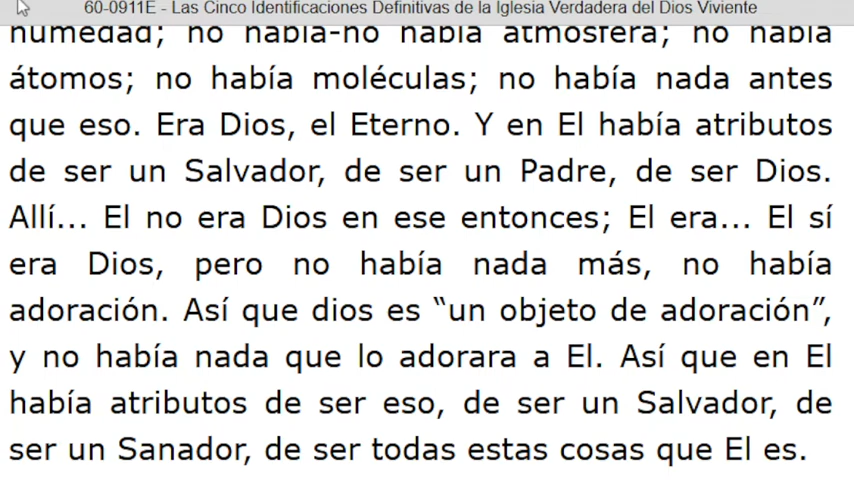 60-0911E - Las Cinco Identificaciones Definitivas de la Iglesia Verdadera del Dios Viviente
humedad; no había-no había atmósfera; no había
átomos; no había moléculas; no había nada antes
que eso. Era Dios, el Eterno. Y en El había atributos
de ser un Salvador, de ser un Padre, de ser Dios.
Allí... El no era Dios en ese entonces; El era... El sí
era Dios, pero no había nada más, no había
adoración. Así que dios es “un objeto de adoración”,
y no había nada que lo adorara a El. Así que en El
había atributos de ser eso, de ser un Salvador, de
ser un Sanador, de ser todas estas cosas que El es.